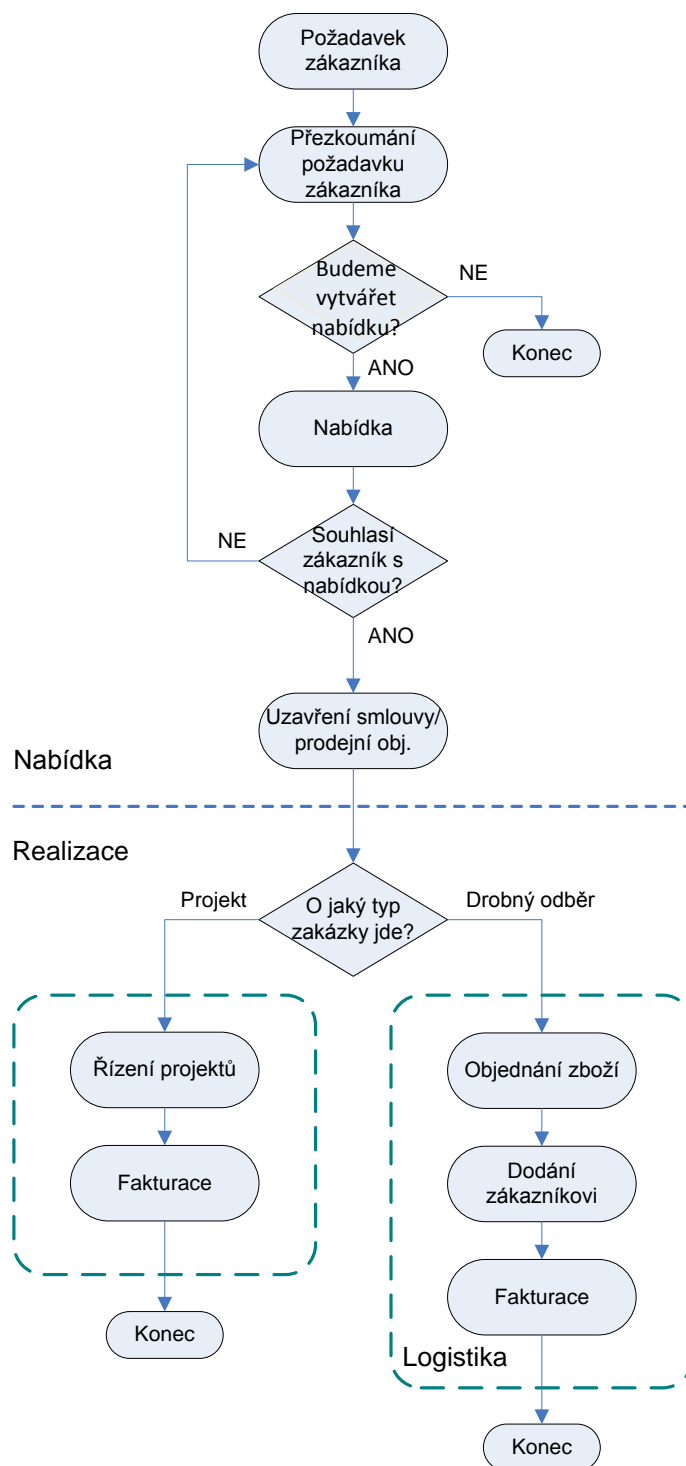 Požadavek
zákazníka
Přezkoumání
požadavku
zákazníka
Budeme
vytvářet
nabídku?
NE
Konec
ANO
Nabídka
NE
Souhlasí
zákazník s
nabídkou?
ANO
Uzavření smlouvy/
prodejní obj.
Nabídka
Realizace
O jaký typ
zakázky jde?
Projekt
Drobný odběr
Řízení projektů
Fakturace
Konec
Objednání zboží
Dodání
zákazníkovi
Fakturace
Logistika
Konec